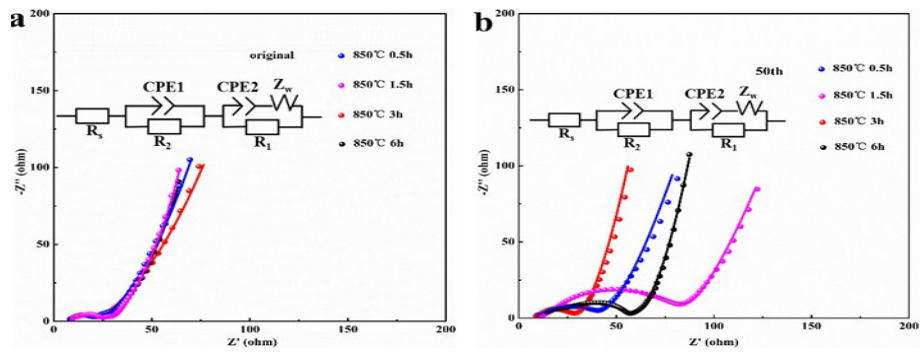 a
200
150
100
50
0
-Z'' (ohm)
original
850℃ 0.5h
850℃ 1.5h
850℃ 3h
850℃ 6h
CPE1
CPE2
Zw
Rs
R2
R1
0
50
100
150
200
Z' (ohm)
b
200
150
100
50
0
-Z'' (ohm)
50th
850℃ 0.5h
850℃ 1.5h
850℃ 3h
850℃ 6h
CPE1
CPE2
Zw
Rs
R2
R1
0
50
100
150
200
Z' (ohm)